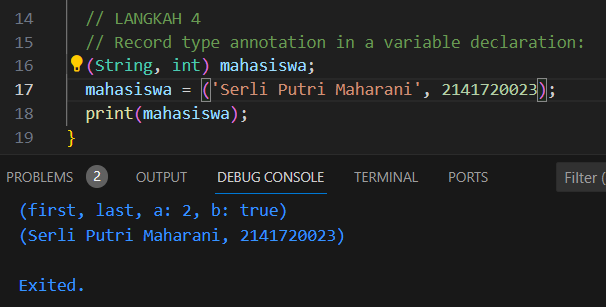 14 // LANGKAH 4
15 // Record type annotation in a variable declaration:
16 (String, int) mahasiswa;
17 mahasiswa = ('Serli Putri Maharani', 2141720023);
18 print(mahasiswa);
19 }
PROBLEMS 2 OUTPUT DEBUG CONSOLE TERMINAL PORTS Filter (
(first, last, a: 2, b: true)
(Serli Putri Maharani, 2141720023)
Exited.